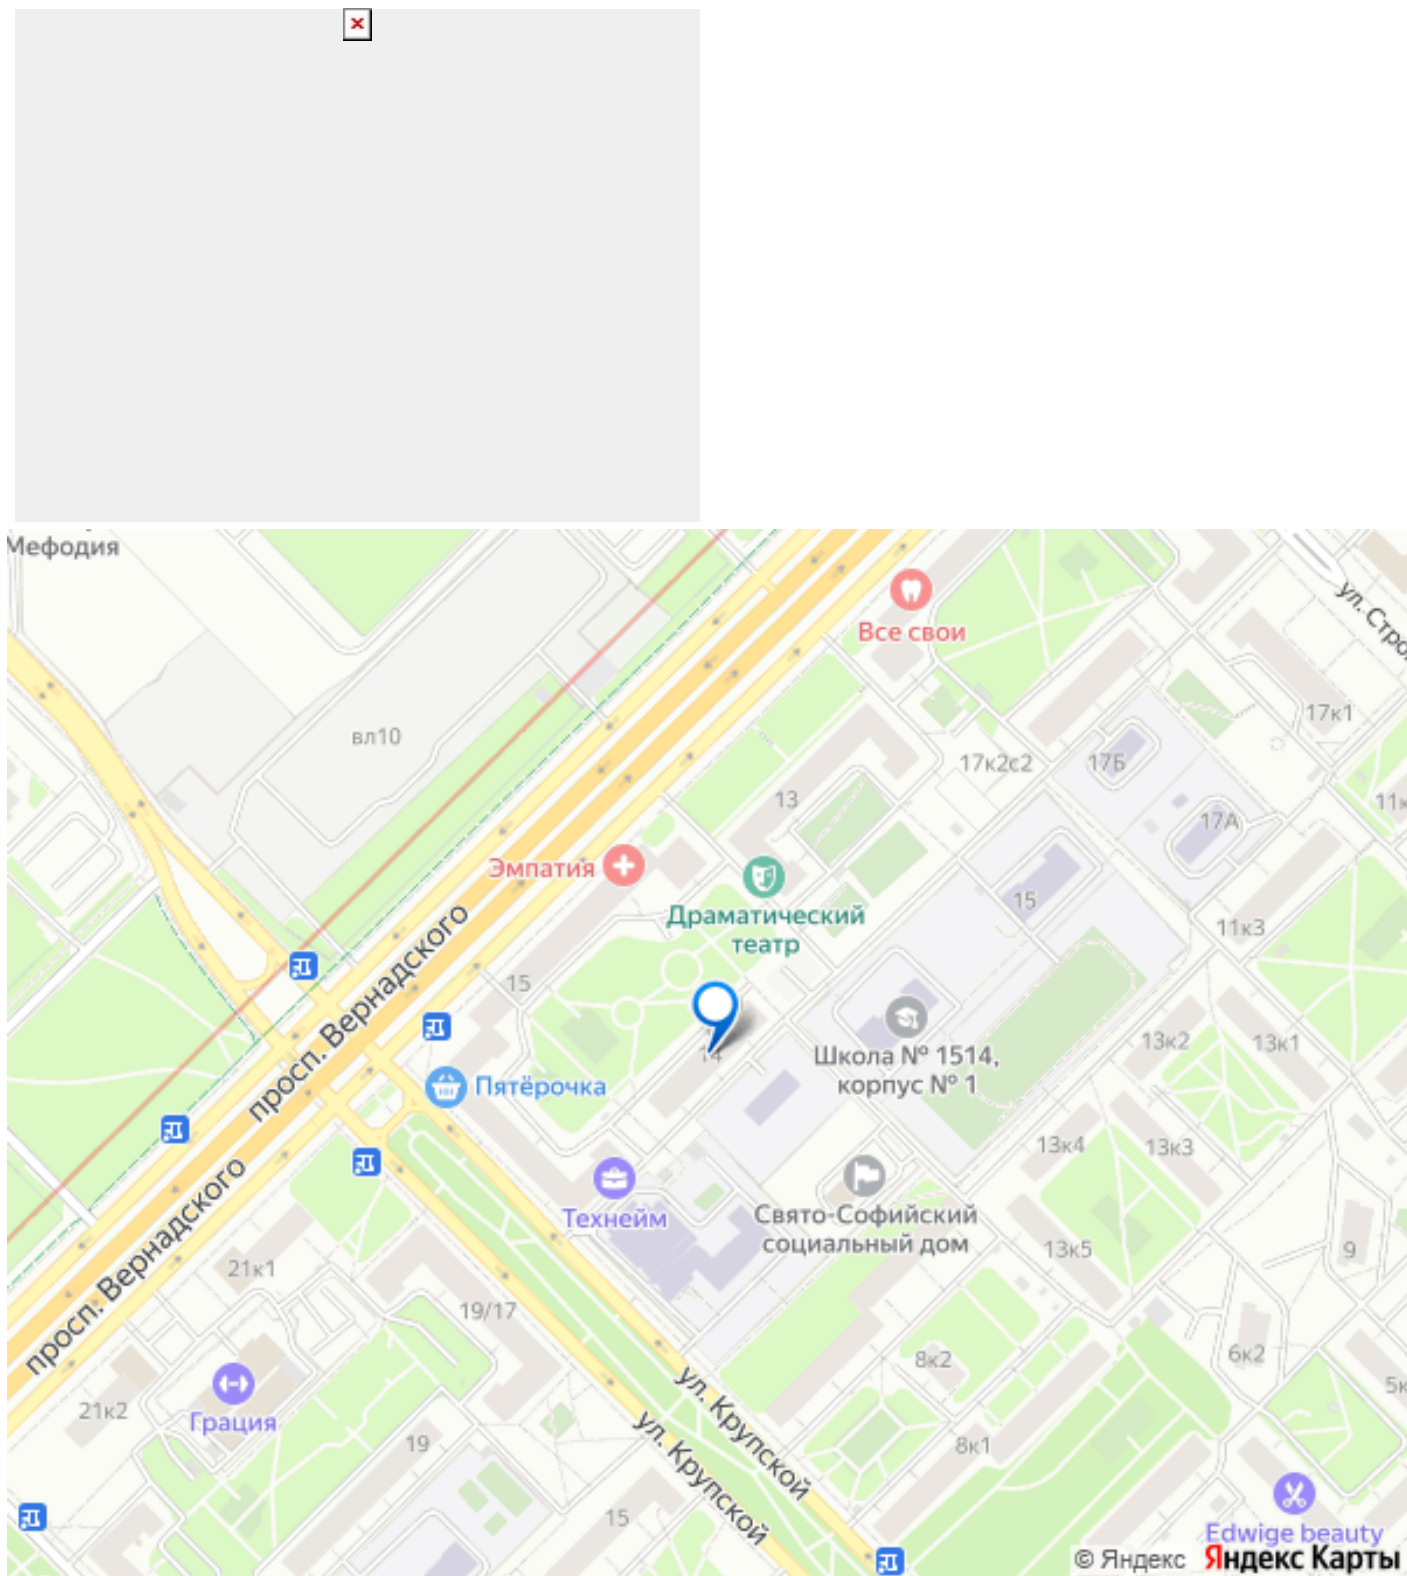 Мефодия
ул. Стро
Все свои
17к1
вл10
17к2с2
17Б
13
11к
17А
Эмпатия
15
Драматический
театр
11к3
просп. Вернадского
15
14
Школа № 1514,
корпус № 1
13к2
13к1
Пятёрочка
13к4
13к3
Технейм
Свято-Софийский
социальный дом
13к5
9
просп. Вернадского
21к1
19/17
8к2
6к2
5к
21к2
Грация
ул. Крупской
19
8к1
ул. Крупской
15
Edwige beauty
© Яндекс Яндекс Карты